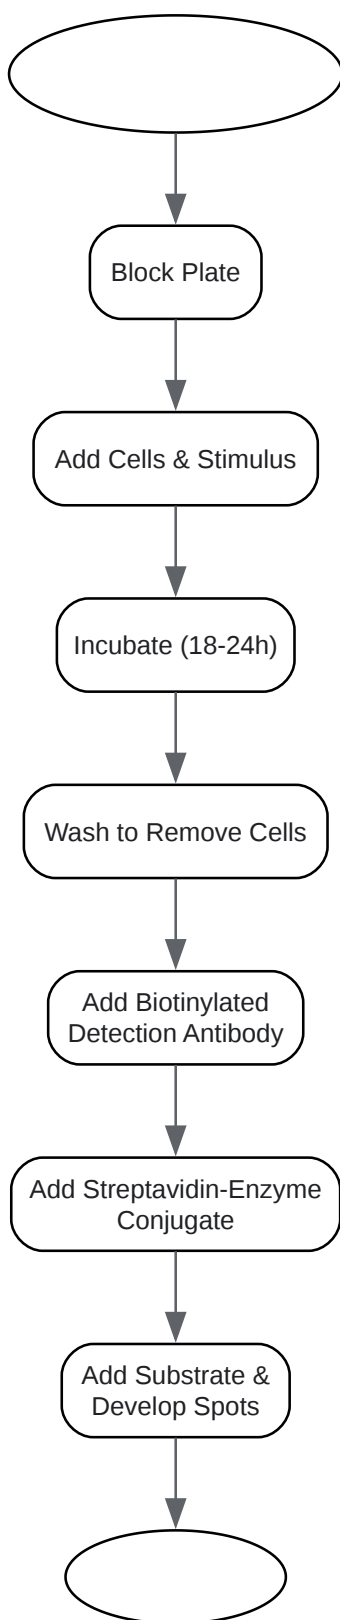 Block Plate
Add Cells & Stimulus
Incubate (18-24h)
Wash to Remove Cells
Add Biotinylated
Detection Antibody
Add Streptavidin-Enzyme
Conjugate
Add Substrate &
Develop Spots